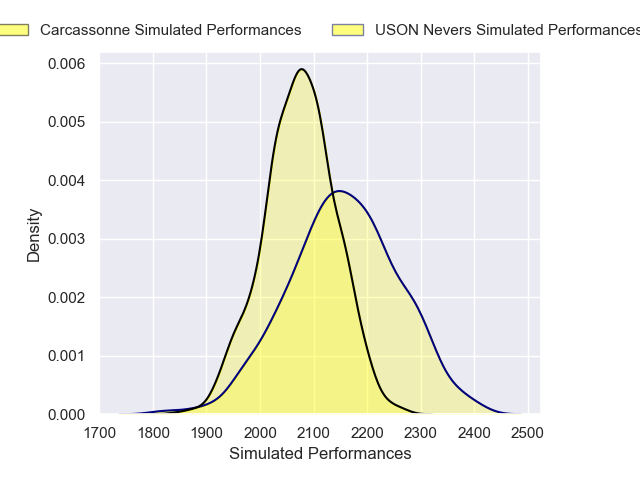 Carcassonne Simulated Performances USON Nevers Simulated Performances
0.006
0.005
0.004
0.003
0.002
0.001
0.000
Density
1700 1800 1900 2000 2100 2200 2300 2400 2500
Simulated Performances